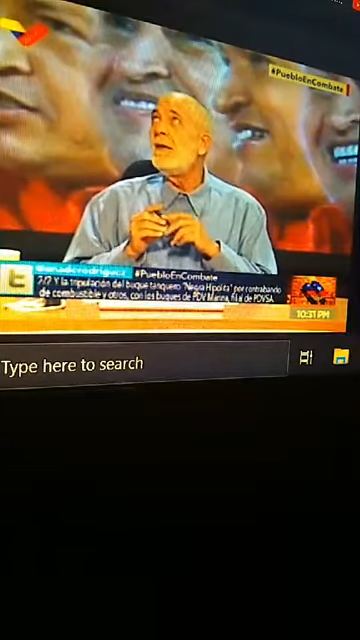 #PuebloEnCombate
#PuebloEnCombate
2/2 Y la tripulación del buque tanquero "Negra Hipólita" por contrabando
de combustible y otros, con los buques de PDV Marina, filial de PDVSA.
10:31 PM
Type here to search